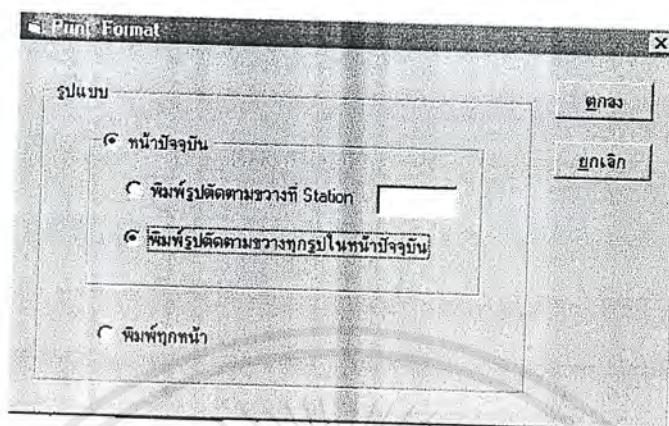 Print Format
รูปแบบ
ตกลง
หน้าปัจจุบัน
ยกเลิก
พิมพ์รูปตัดตามขวางที่ Station
พิมพ์รูปตัดตามขวางทุกรูปในหน้าปัจจุบัน
พิมพ์ทุกหน้า